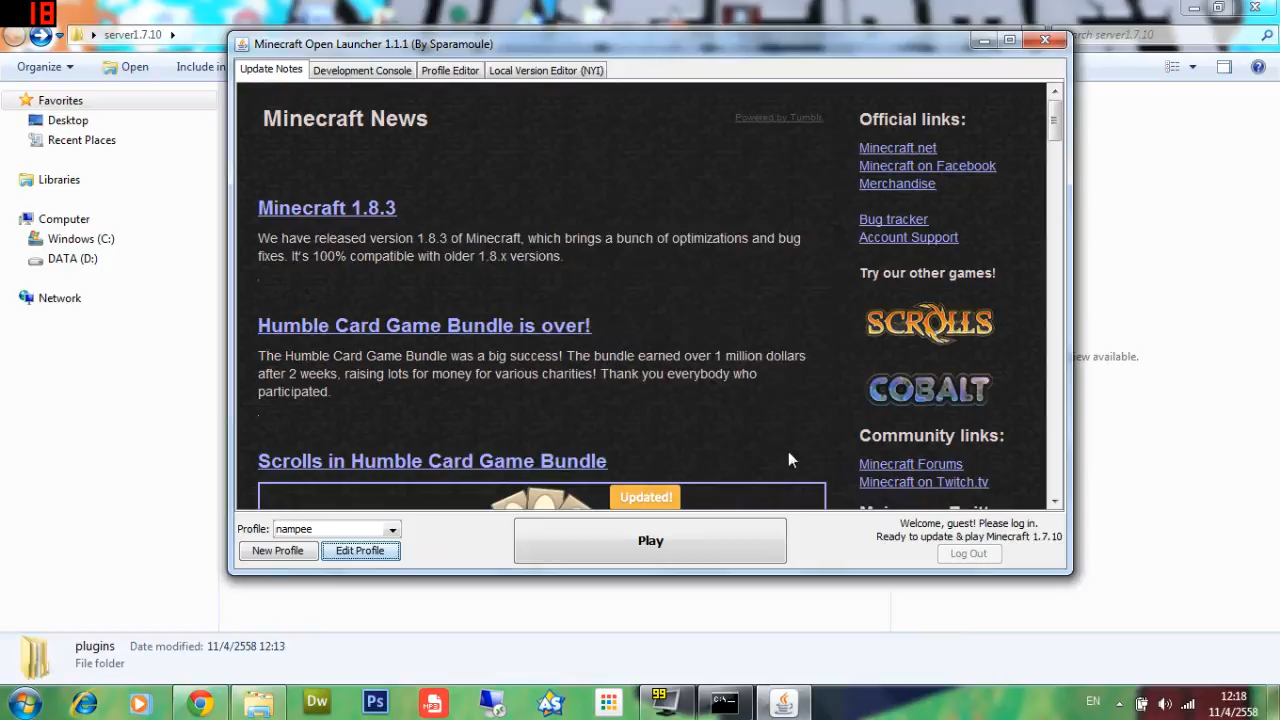 18
server1.7.10
arch server1.7.10
Organize
Open
Include in
Favorites
Desktop
Recent Places
Libraries
Computer
Windows (C:)
DATA (D:)
Network
Minecraft Open Launcher 1.1.1 (By Sparamoule)
Update Notes
Development Console
Profile Editor
Local Version Editor (NYI)
Minecraft News
Powered by Tumblr
Minecraft 1.8.3
We have released version 1.8.3 of Minecraft, which brings a bunch of optimizations and bug
fixes. It's 100% compatible with older 1.8.x versions.
Humble Card Game Bundle is over!
The Humble Card Game Bundle was a big success! The bundle earned over 1 million dollars
after 2 weeks, raising lots for money for various charities! Thank you everybody who
participated.
Scrolls in Humble Card Game Bundle
Updated!
Official links:
Minecraft.net
Minecraft on Facebook
Merchandise
Bug tracker
Account Support
Try our other games!
SCROLLS
COBALT
Community links:
Minecraft Forums
Minecraft on Twitch.tv
ew available.
Profile: nampee
New Profile
Edit Profile
Play
Welcome, guest! Please log in.
Ready to update & play Minecraft 1.7.10
Log Out
plugins
Date modified: 11/4/2558 12:13
File folder
Dw
Ps
MP3
99
C:\
EN
12:18
11/4/2558